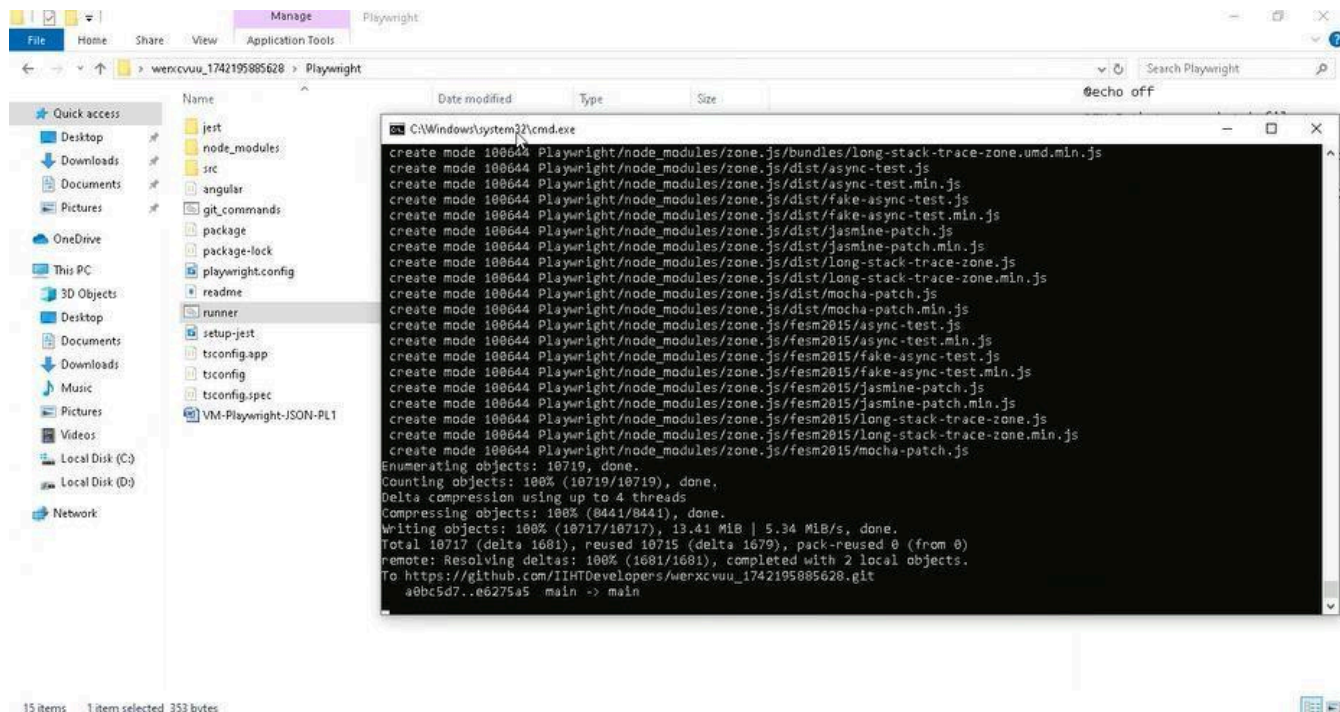 Manage
Playwright
File
Home
Share
View
Application Tools
werxcvuu_1742195885628 > Playwright
Search Playwright
Name
Date modified
Type
Size
@echo off
Quick access
Desktop
Downloads
Documents
Pictures
OneDrive
This PC
3D Objects
Desktop
Documents
Downloads
Music
Pictures
Videos
Local Disk (C:)
Local Disk (D:)
Network
jest
node_modules
src
angular
git_commands
package
package-lock
playwright.config
readme
runner
setup-jest
tsconfig.app
tsconfig
tsconfig.spec
VM-Playwright-JSON-PL1
C:\Windows\system32\cmd.exe
create mode 100644 Playwright/node_modules/zone.js/bundles/long-stack-trace-zone.umd.min.js
create mode 100644 Playwright/node_modules/zone.js/dist/async-test.js
create mode 100644 Playwright/node_modules/zone.js/dist/async-test.min.js
create mode 100644 Playwright/node_modules/zone.js/dist/fake-async-test.js
create mode 100644 Playwright/node_modules/zone.js/dist/fake-async-test.min.js
create mode 100644 Playwright/node_modules/zone.js/dist/jasmine-patch.js
create mode 100644 Playwright/node_modules/zone.js/dist/jasmine-patch.min.js
create mode 100644 Playwright/node_modules/zone.js/dist/long-stack-trace-zone.js
create mode 100644 Playwright/node_modules/zone.js/dist/long-stack-trace-zone.min.js
create mode 100644 Playwright/node_modules/zone.js/dist/mocha-patch.js
create mode 100644 Playwright/node_modules/zone.js/dist/mocha-patch.min.js
create mode 100644 Playwright/node_modules/zone.js/fesm2015/async-test.js
create mode 100644 Playwright/node_modules/zone.js/fesm2015/async-test.min.js
create mode 100644 Playwright/node_modules/zone.js/fesm2015/fake-async-test.js
create mode 100644 Playwright/node_modules/zone.js/fesm2015/fake-async-test.min.js
create mode 100644 Playwright/node_modules/zone.js/fesm2015/jasmine-patch.js
create mode 100644 Playwright/node_modules/zone.js/fesm2015/jasmine-patch.min.js
create mode 100644 Playwright/node_modules/zone.js/fesm2015/long-stack-trace-zone.js
create mode 100644 Playwright/node_modules/zone.js/fesm2015/long-stack-trace-zone.min.js
create mode 100644 Playwright/node_modules/zone.js/fesm2015/mocha-patch.js
Enumerating objects: 10719, done.
Counting objects: 100% (10719/10719), done.
Delta compression using up to 4 threads
Compressing objects: 100% (8441/8441), done.
Writing objects: 100% (10717/10717), 13.41 MiB | 5.34 MiB/s, done.
Total 10717 (delta 1681), reused 10715 (delta 1679), pack-reused 0 (from 0)
remote: Resolving deltas: 100% (1681/1681), completed with 2 local objects.
To https://github.com/IIHTDevelopers/werxcvuu_1742195885628.git
a0bc5d7..e6275a5 main -> main
15 items 1 item selected 353 bytes